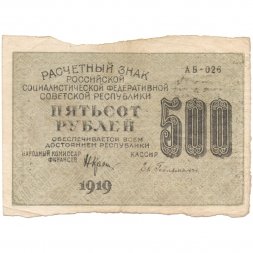 РАСЧЕТНЫЙ ЗНАК
РОССИЙСКОЙ
СОЦИАЛИСТИЧЕСКОЙ ФЕДЕРАТИВНОЙ
СОВЕТСКОЙ РЕСПУБЛИКИ
АВ-026
ПЯТЬСОТ
РУБЛЕЙ
500
ОБЕСПЕЧИВАЕТСЯ ВСЕМ
ДОСТОЯНИЕМ РЕСПУБЛИКИ
НАРОДНЫЙ КОМИССАР
ФИНАНСОВ
КАССИР
1919